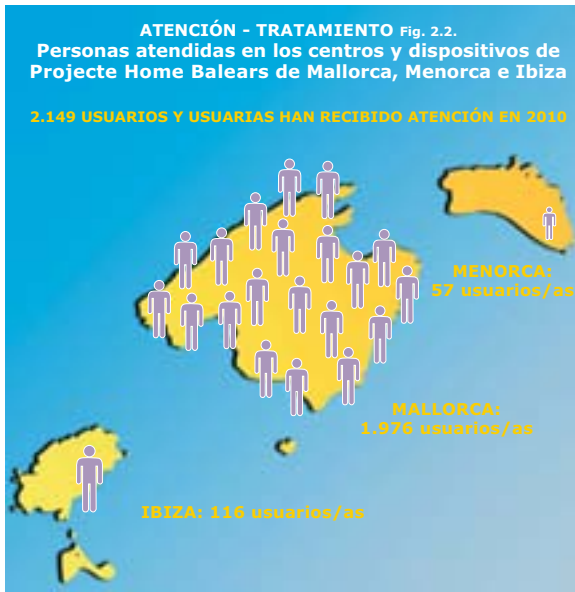 ATENCIÓN - TRATAMIENTO Fig. 2.2.
Personas atendidas en los centros y dispositivos de
Projecte Home Balears de Mallorca, Menorca e Ibiza
2.149 USUARIOS Y USUARIAS HAN RECIBIDO ATENCIÓN EN 2010
MENORCA:
57 usuarios/as
MALLORCA:
1.976 usuarios/as
IBIZA: 116 usuarios/as